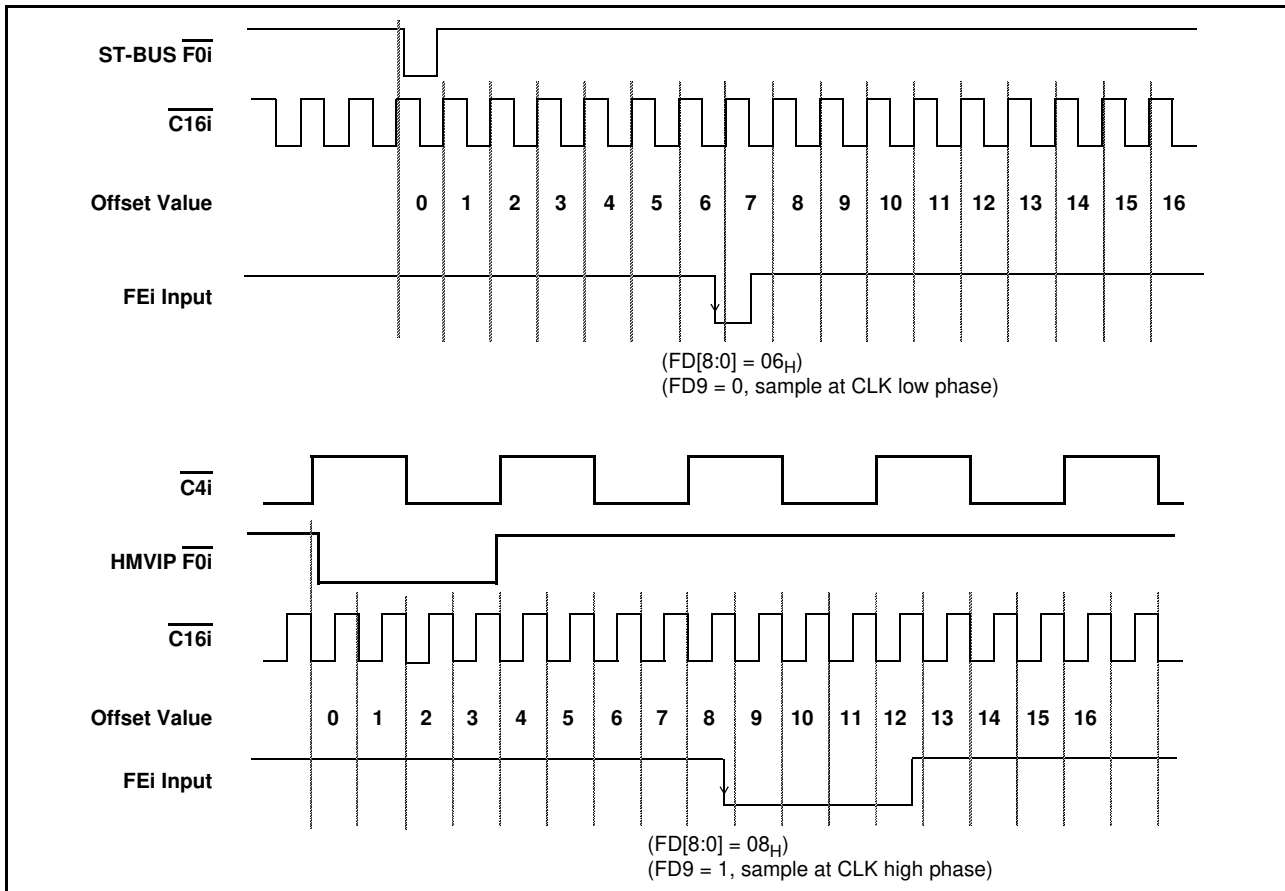 ST-BUS F0i
C16i
Offset Value 0 1 2 3 4 5 6 7 8 9 10 11 12 13 14 15 16
FEi Input
(FD[8:0] = 06H)
(FD9 = 0, sample at CLK low phase)
C4i
HMVIP F0i
C16i
Offset Value 0 1 2 3 4 5 6 7 8 9 10 11 12 13 14 15 16
FEi Input
(FD[8:0] = 08H)
(FD9 = 1, sample at CLK high phase)